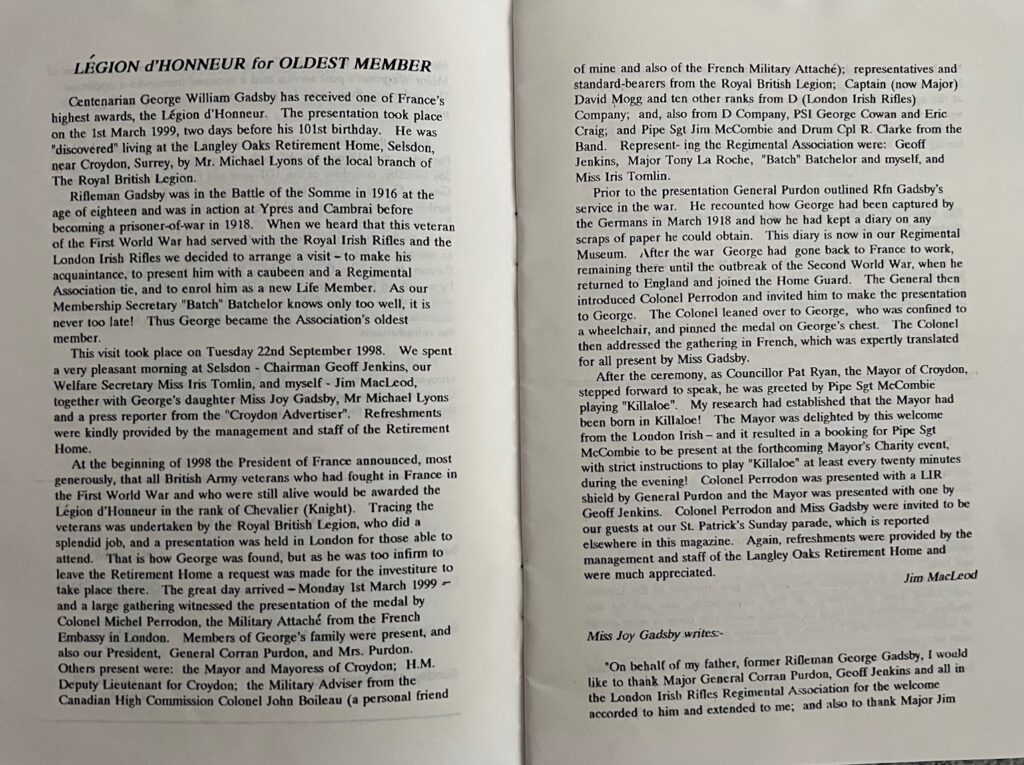 LÉGION d'HONNEUR for OLDEST MEMBER
Centenarian George William Gadsby has received one of France's
highest awards, the Légion d'Honneur. The presentation took place
on the 1st March 1999, two days before his 101st birthday. He was
"discovered" living at the Langley Oaks Retirement Home, Selsdon,
near Croydon, Surrey, by Mr. Michael Lyons of the local branch of
The Royal British Legion.
Rifleman Gadsby was in the Battle of the Somme in 1916 at the
age of eighteen and was in action at Ypres and Cambrai before
becoming a prisoner-of-war in 1918. When we heard that this veteran
of the First World War had served with the Royal Irish Rifles and the
London Irish Rifles we decided to arrange a visit – to make his
acquaintance, to present him with a caubeen and a Regimental
Association tie, and to enrol him as a new Life Member. As our
Membership Secretary "Batch" Batchelor knows only too well, it is
never too late! Thus George became the Association's oldest
member.
This visit took place on Tuesday 22nd September 1998. We spent
a very pleasant morning at Selsdon - Chairman Geoff Jenkins, our
Welfare Secretary Miss Iris Tomlin, and myself - Jim MacLeod,
together with George's daughter Miss Joy Gadsby, Mr Michael Lyons
and a press reporter from the "Croydon Advertiser". Refreshments
were kindly provided by the management and staff of the Retirement
Home.
At the beginning of 1998 the President of France announced, most
generously, that all British Army veterans who had fought in France in
the First World War and who were still alive would be awarded the
Légion d'Honneur in the rank of Chevalier (Knight). Tracing the
veterans was undertaken by the Royal British Legion, who did a
splendid job, and a presentation was held in London for those able to
attend. That is how George was found, but as he was too infirm to
leave the Retirement Home a request was made for the investiture to
take place there. The great day arrived – Monday 1st March 1999 –
and a large gathering witnessed the presentation of the medal by
Colonel Michel Perrodon, the Military Attaché from the French
Embassy in London. Members of George's family were present, and
also our President, General Corran Purdon, and Mrs. Purdon.
Others present were: the Mayor and Mayoress of Croydon; H.M.
Deputy Lieutenant for Croydon; the Military Adviser from the
Canadian High Commission Colonel John Boileau (a personal friend
of mine and also of the French Military Attaché); representatives and
standard-bearers from the Royal British Legion; Captain (now Major)
David Mogg and ten other ranks from D (London Irish Rifles)
Company; and, also from D Company, PSI George Cowan and Eric
Craig; and Pipe Sgt Jim McCombie and Drum Cpl R. Clarke from the
Band. Represent- ing the Regimental Association were: Geoff
Jenkins, Major Tony La Roche, "Batch" Batchelor and myself, and
Miss Iris Tomlin.
Prior to the presentation General Purdon outlined Rfn Gadsby's
service in the war. He recounted how George had been captured by
the Germans in March 1918 and how he had kept a diary on any
scraps of paper he could obtain. This diary is now in our Regimental
Museum. After the war George had gone back to France to work,
remaining there until the outbreak of the Second World War, when he
returned to England and joined the Home Guard. The General then
introduced Colonel Perrodon and invited him to make the presentation
to George. The Colonel leaned over to George, who was confined to
a wheelchair, and pinned the medal on George's chest. The Colonel
then addressed the gathering in French, which was expertly translated
for all present by Miss Gadsby.
After the ceremony, as Councillor Pat Ryan, the Mayor of Croydon,
stepped forward to speak, he was greeted by Pipe Sgt McCombie
playing "Killaloe". My research had established that the Mayor had
been born in Killaloe! The Mayor was delighted by this welcome
from the London Irish – and it resulted in a booking for Pipe Sgt
McCombie to be present at the forthcoming Mayor's Charity event,
with strict instructions to play "Killaloe" at least every twenty minutes
during the evening! Colonel Perrodon was presented with a LIR
shield by General Purdon and the Mayor was presented with one by
Geoff Jenkins. Colonel Perrodon and Miss Gadsby were invited to be
our guests at our St. Patrick's Sunday parade, which is reported
elsewhere in this magazine. Again, refreshments were provided by the
management and staff of the Langley Oaks Retirement Home and
were much appreciated.
Jim MacLeod
Miss Joy Gadsby writes:-
"On behalf of my father, former Rifleman George Gadsby, I would
like to thank Major General Corran Purdon, Geoff Jenkins and all in
the London Irish Rifles Regimental Association for the welcome
accorded to him and extended to me; and also to thank Major Jim